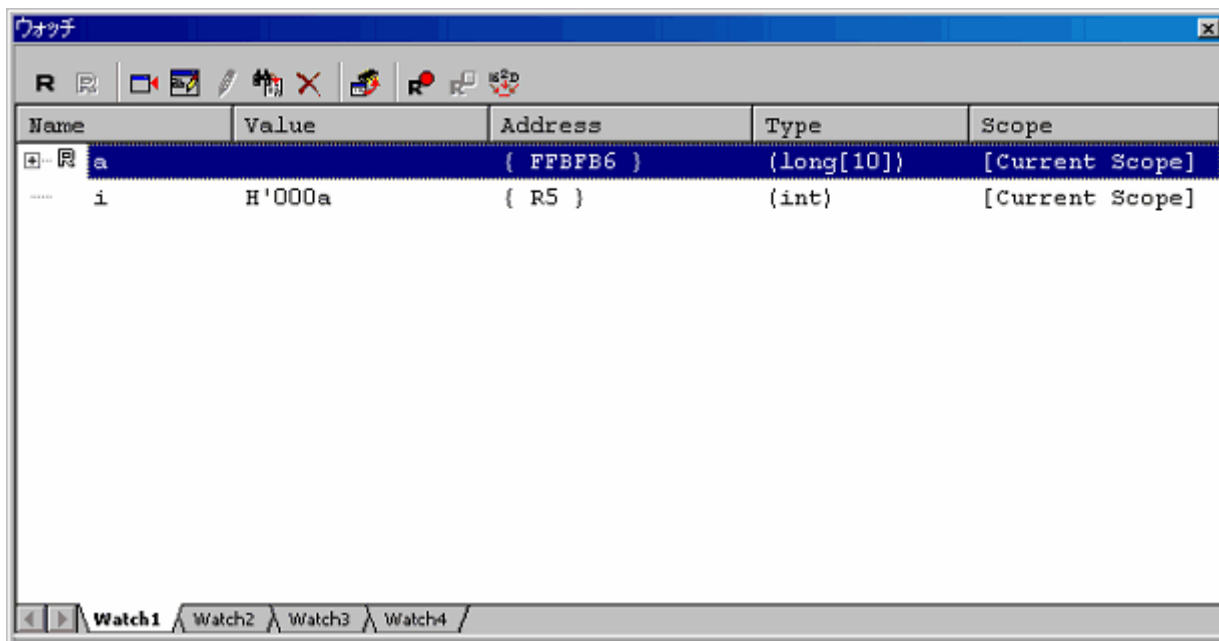 ウォッチ
Name Value Address Type Scope
R a { FFBFB6 } (long[10]) [Current Scope]
i H'000a { R5 } (int) [Current Scope]
Watch1 Watch2 Watch3 Watch4